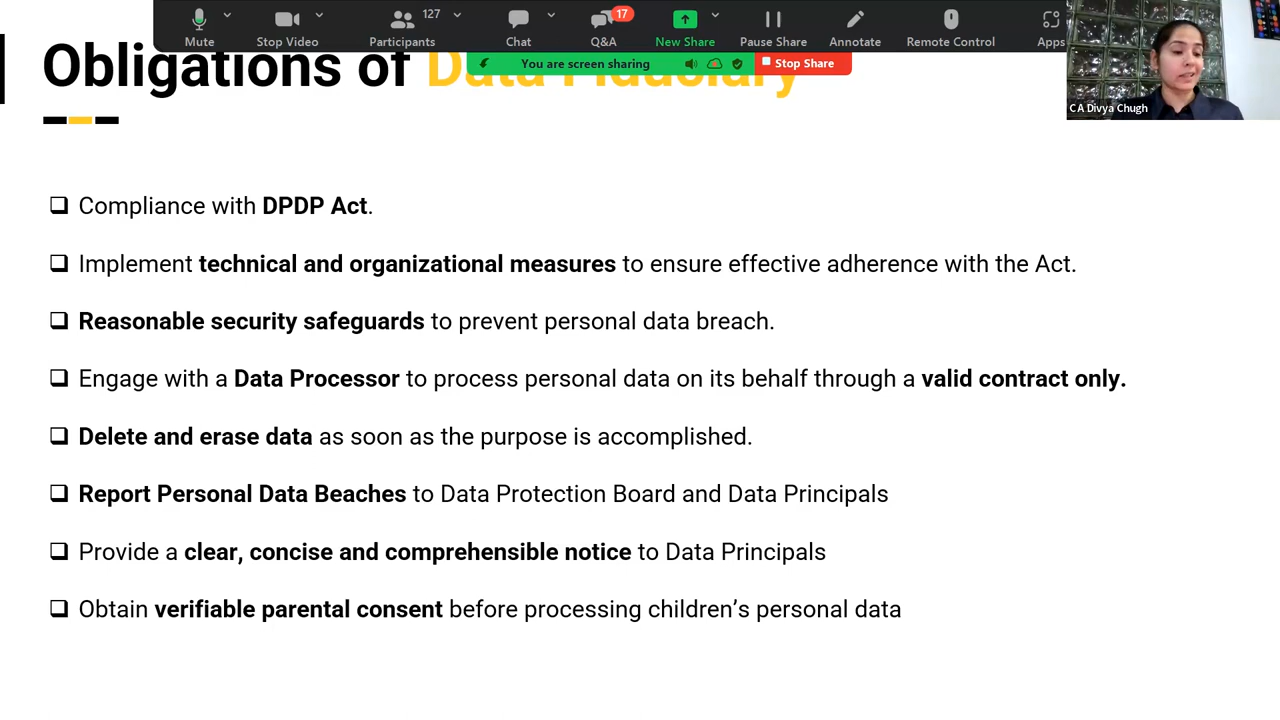 Mute
Stop Video
127
Participants
Chat
17
Q&A
New Share
Pause Share
Annotate
Remote Control
Apps
You are screen sharing
Stop Share
CA Divya Chugh
Obligations of Data Fiduciary
Compliance with DPDP Act.
Implement technical and organizational measures to ensure effective adherence with the Act.
Reasonable security safeguards to prevent personal data breach.
Engage with a Data Processor to process personal data on its behalf through a valid contract only.
Delete and erase data as soon as the purpose is accomplished.
Report Personal Data Beaches to Data Protection Board and Data Principals
Provide a clear, concise and comprehensible notice to Data Principals
Obtain verifiable parental consent before processing children’s personal data